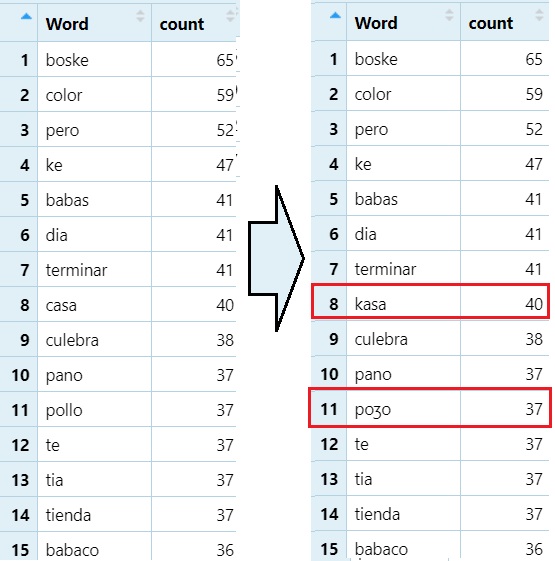 Word count Word count
1 boske 65 1 boske 65
2 color 59 2 color 59
3 pero 52 3 pero 52
4 ke 47 4 ke 47
5 babas 41 5 babas 41
6 dia 41 6 dia 41
7 terminar 41 7 terminar 41
8 casa 40 8 kasa 40
9 culebra 38 9 culebra 38
10 pano 37 10 pano 37
11 pollo 37 11 poʒo 37
12 te 37 12 te 37
13 tia 37 13 tia 37
14 tienda 37 14 tienda 37
15 babaco 36 15 babaco 36